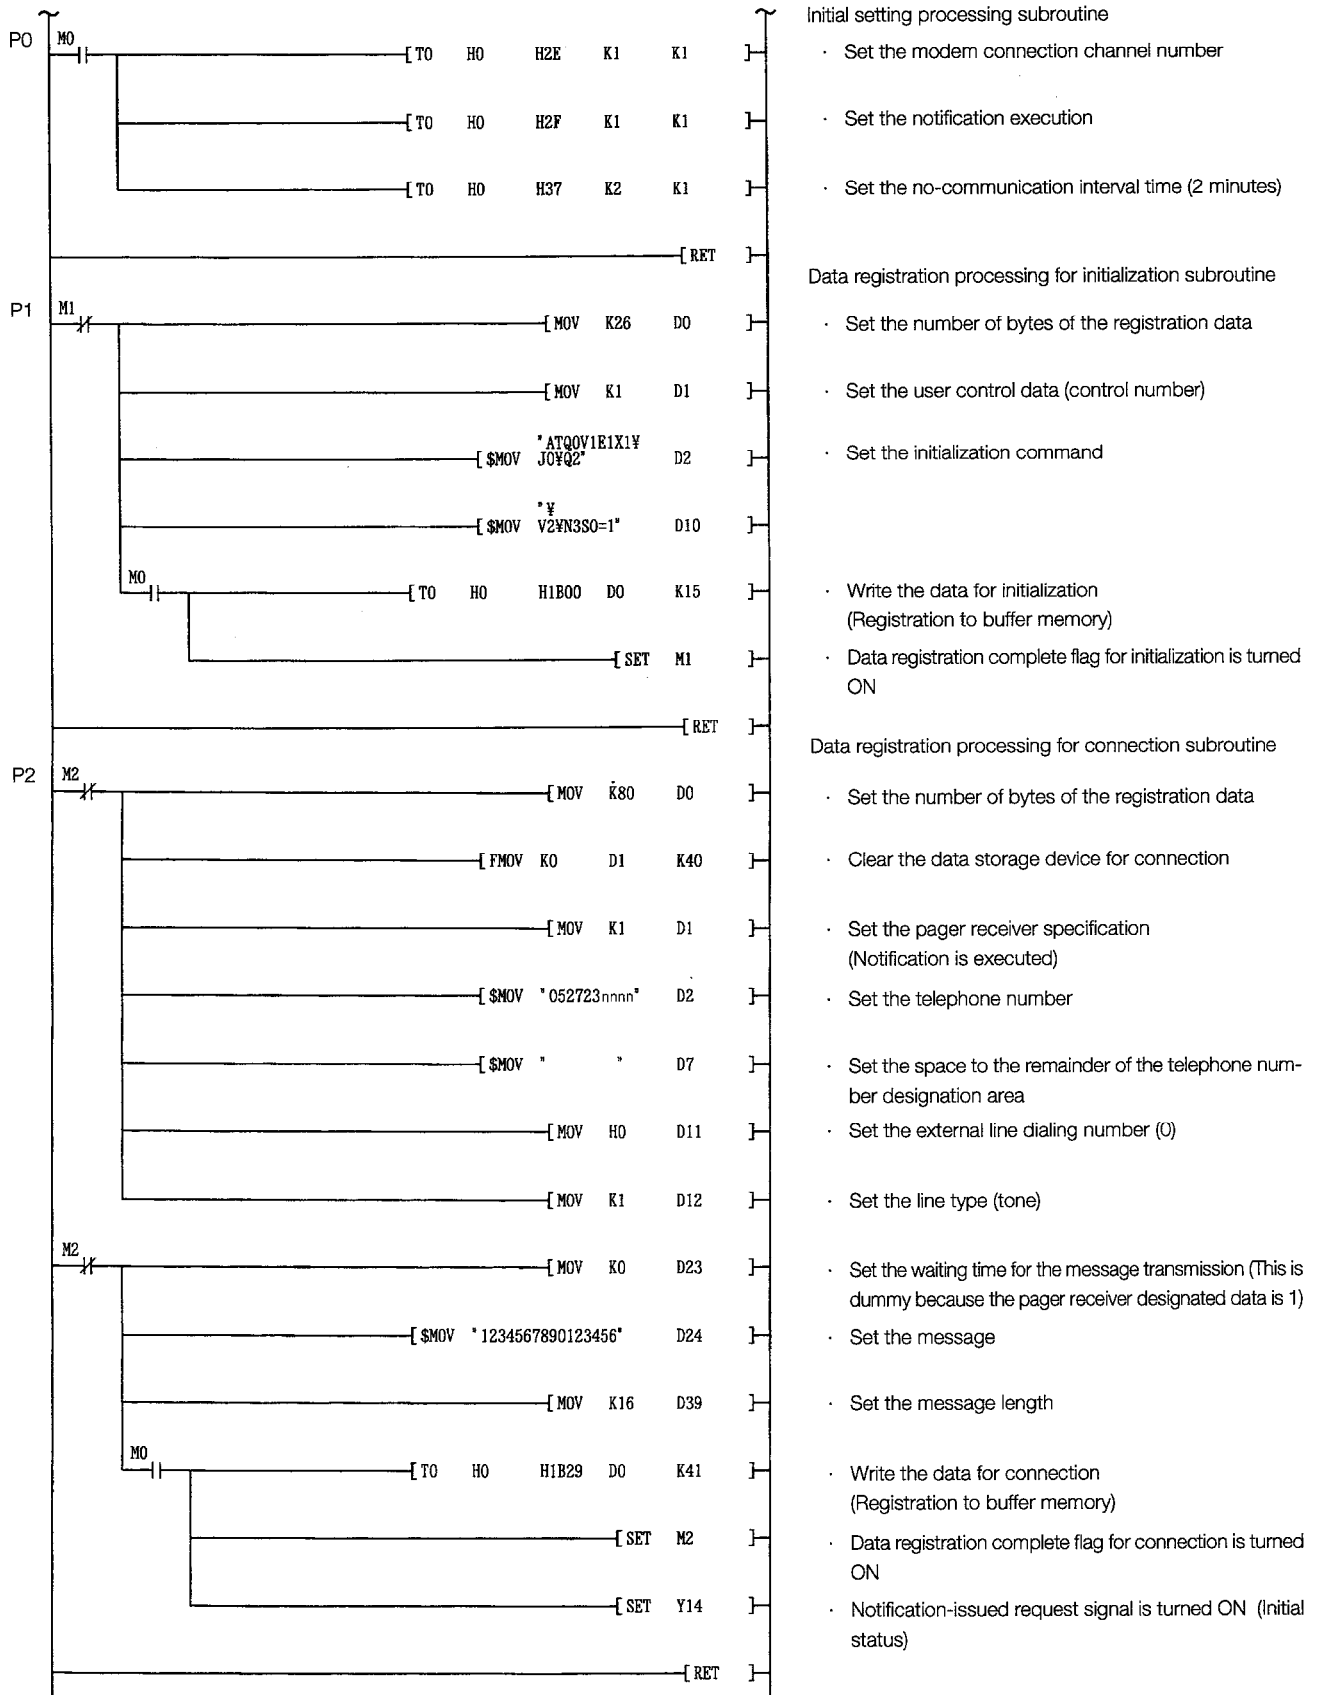 Initial setting processing subroutine
P0 M0 [ TO H0 H2E K1 K1 ] · Set the modem connection channel number
[ TO H0 H2F K1 K1 ] · Set the notification execution
[ TO H0 H37 K2 K1 ] · Set the no-communication interval time (2 minutes)
[ RET ]
Data registration processing for initialization subroutine
P1 M1 [ MOV K26 D0 ] · Set the number of bytes of the registration data
[ MOV K1 D1 ] · Set the user control data (control number)
"ATQ0V1E1X1¥
[ $MOV J0¥Q2" D2 ] · Set the initialization command
"¥
[ $MOV V2¥N3S0=1" D10 ]
M0 [ TO H0 H1B00 D0 K15 ] · Write the data for initialization
(Registration to buffer memory)
[ SET M1 ] · Data registration complete flag for initialization is turned
ON
[ RET ]
Data registration processing for connection subroutine
P2 M2 [ MOV K80 D0 ] · Set the number of bytes of the registration data
[ FMOV K0 D1 K40 ] · Clear the data storage device for connection
[ MOV K1 D1 ] · Set the pager receiver specification
(Notification is executed)
[ $MOV "052723nnnn" D2 ] · Set the telephone number
[ $MOV " " D7 ] · Set the space to the remainder of the telephone num-
ber designation area
[ MOV H0 D11 ] · Set the external line dialing number (0)
[ MOV K1 D12 ] · Set the line type (tone)
M2 [ MOV K0 D23 ] · Set the waiting time for the message transmission (This is
dummy because the pager receiver designated data is 1)
[ $MOV "1234567890123456" D24 ] · Set the message
[ MOV K16 D39 ] · Set the message length
M0 [ TO H0 H1B29 D0 K41 ] · Write the data for connection
(Registration to buffer memory)
[ SET M2 ] · Data registration complete flag for connection is turned
ON
[ SET Y14 ] · Notification-issued request signal is turned ON (Initial
status)
[ RET ]